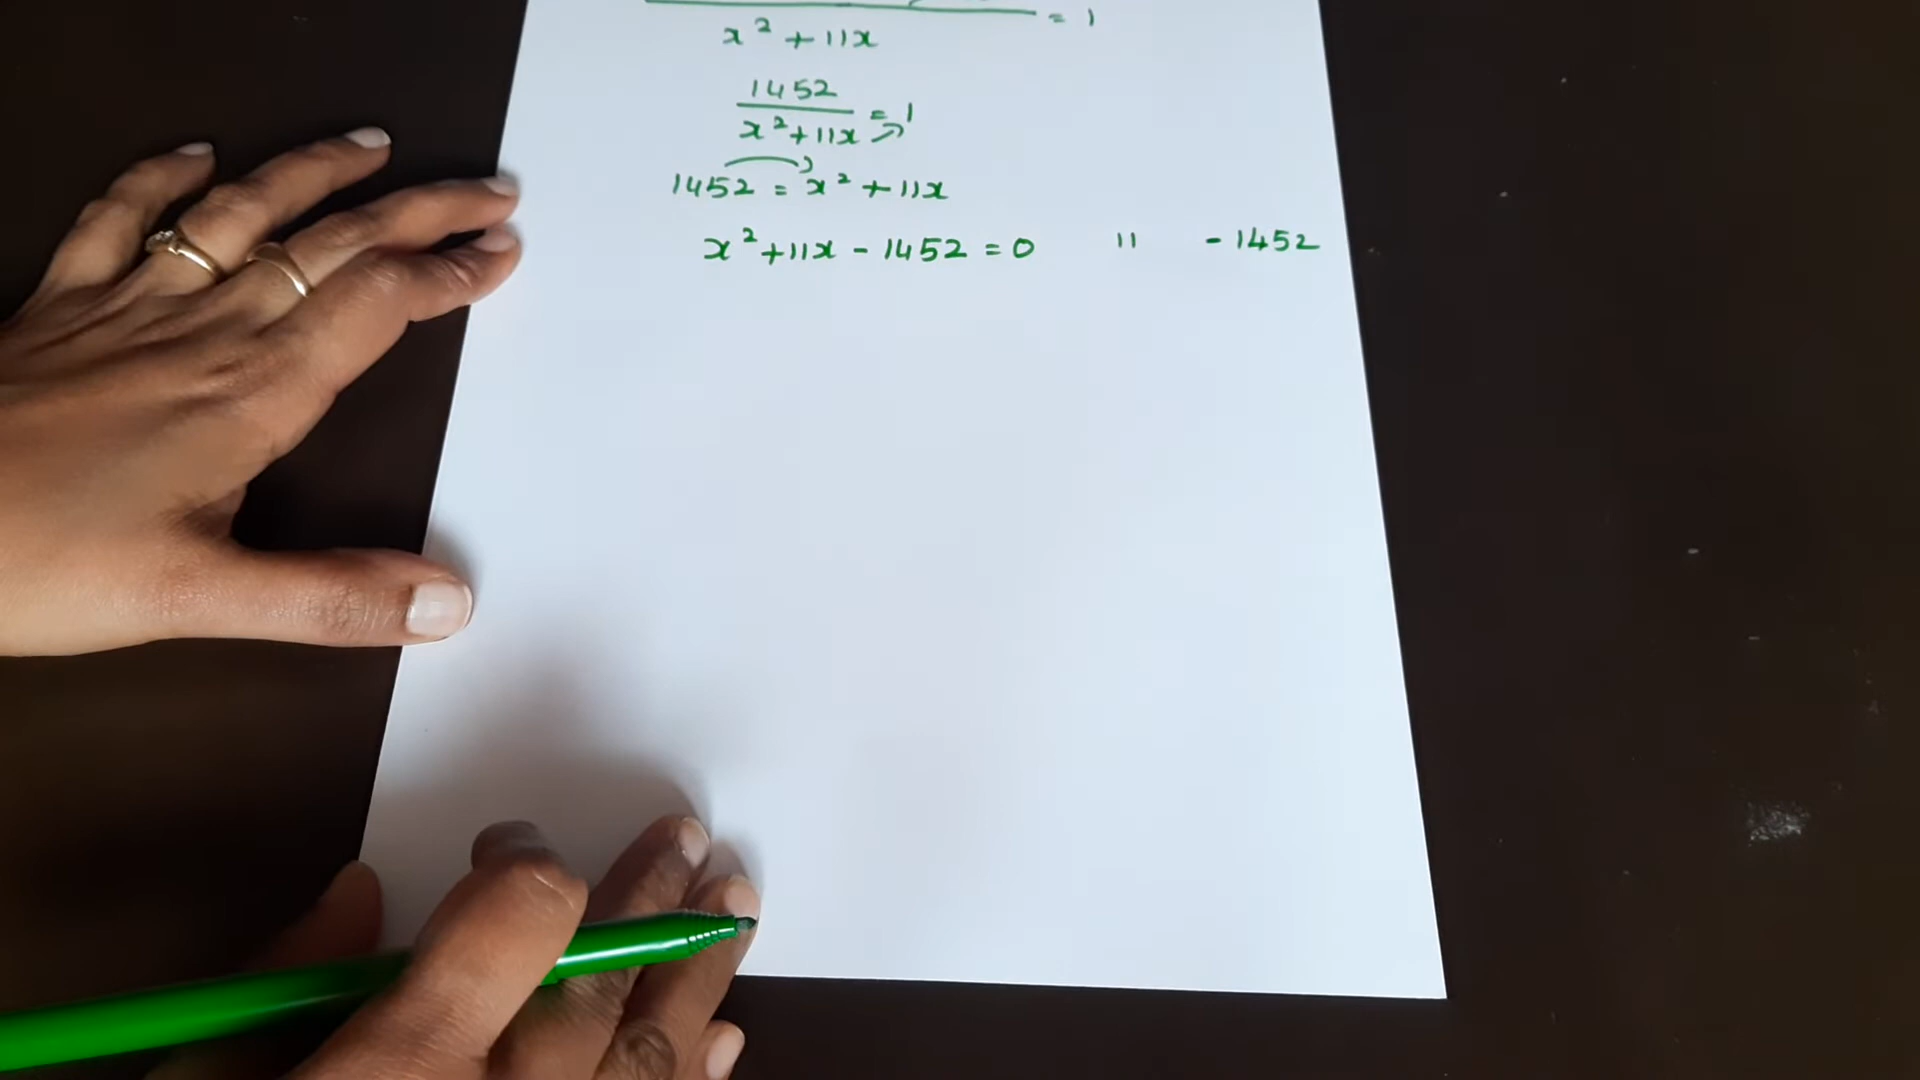 = 1
x² + 11x
1452
x² + 11x = 1
1452 = x² + 11x
x² + 11x - 1452 = 0 11 - 1452